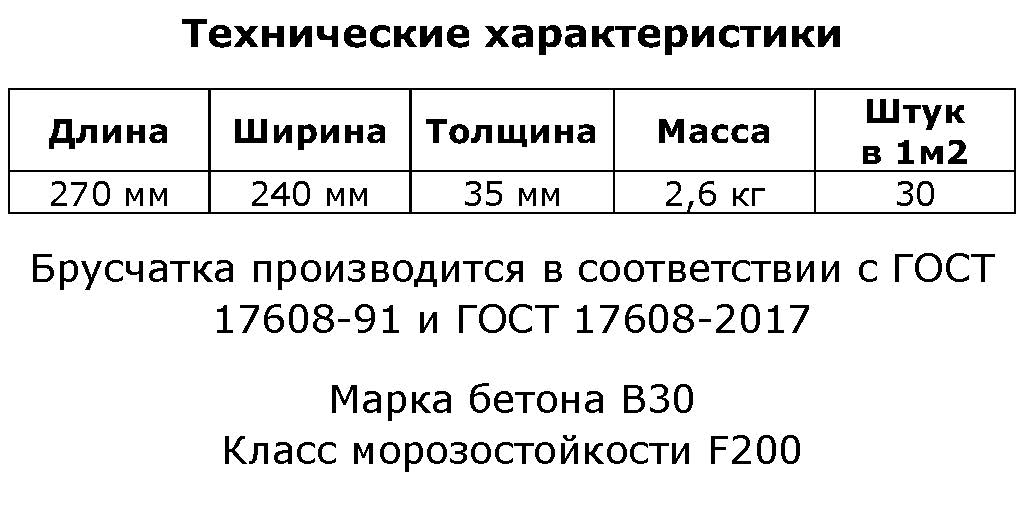 Технические характеристики
Длина Ширина Толщина Масса Штук в 1м2
270 мм 240 мм 35 мм 2,6 кг 30
Брусчатка производится в соответствии с ГОСТ
17608-91 и ГОСТ 17608-2017
Марка бетона В30
Класс морозостойкости F200